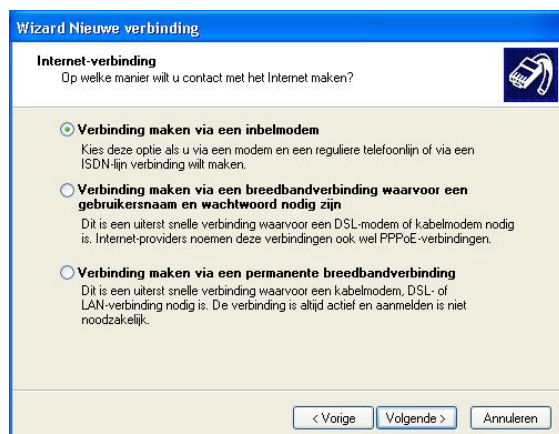 Wizard Nieuwe verbinding
Internet-verbinding
Op welke manier wilt u contact met het Internet maken?
Verbinding maken via een inbelmodem
Kies deze optie als u via een modem en een reguliere telefoonlijn of via een
ISDN-lijn verbinding wilt maken.
Verbinding maken via een breedbandverbinding waarvoor een
gebruikersnaam en wachtwoord nodig zijn
Dit is een uiterst snelle verbinding waarvoor een DSL-modem of kabelmodem nodig
is. Internet-providers noemen deze verbindingen ook wel PPPoE-verbindingen.
Verbinding maken via een permanente breedbandverbinding
Dit is een uiterst snelle verbinding waarvoor een kabelmodem, DSL- of
LAN-verbinding nodig is. De verbinding is altijd actief en aanmelden is niet
noodzakelijk.
< Vorige
Volgende >
Annuleren